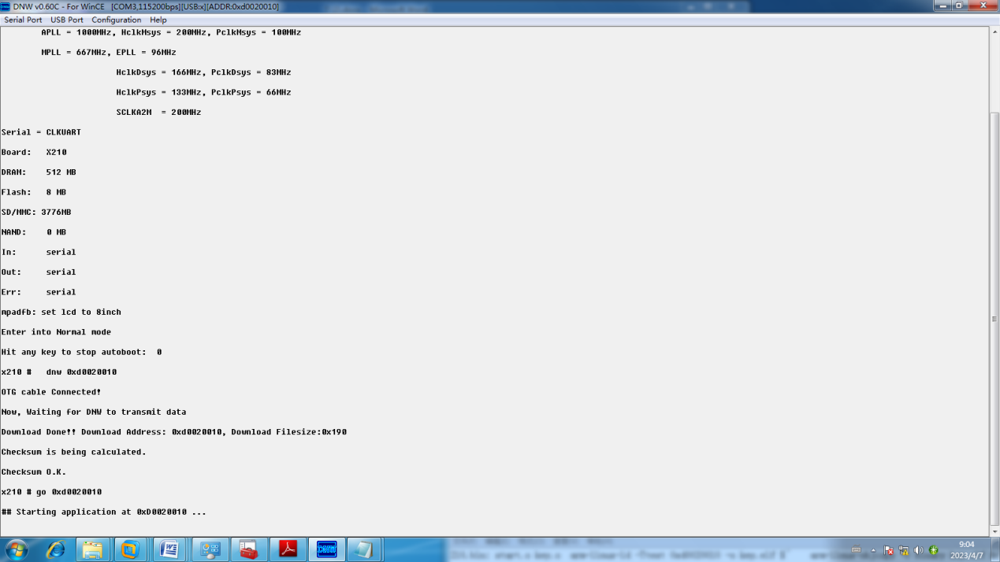 DNW v0.60C - For WinCE [COM3,115200bps][USB:x][ADDR:0xd0020010]
Serial Port USB Port Configuration Help
APLL = 1000MHz, HclkMsys = 200MHz, PclkMsys = 100MHz
MPLL = 667MHz, EPLL = 96MHz
HclkDsys = 166MHz, PclkDsys = 83MHz
HclkPsys = 133MHz, PclkPsys = 66MHz
SCLKA2M = 200MHz
Serial = CLKUART
Board: X210
DRAM: 512 MB
Flash: 8 MB
SD/MMC: 3776MB
NAND: 0 MB
In: serial
Out: serial
Err: serial
mpadfb: set lcd to 8inch
Enter into Normal mode
Hit any key to stop autoboot: 0
x210 # dnw 0xd0020010
OTG cable Connected!
Now, Waiting for DNW to transmit data
Download Done!! Download Address: 0xd0020010, Download Filesize:0x190
Checksum is being calculated.
Checksum O.K.
x210 # go 0xd0020010
## Starting application at 0xD0020010 ...
9:04
2023/4/7